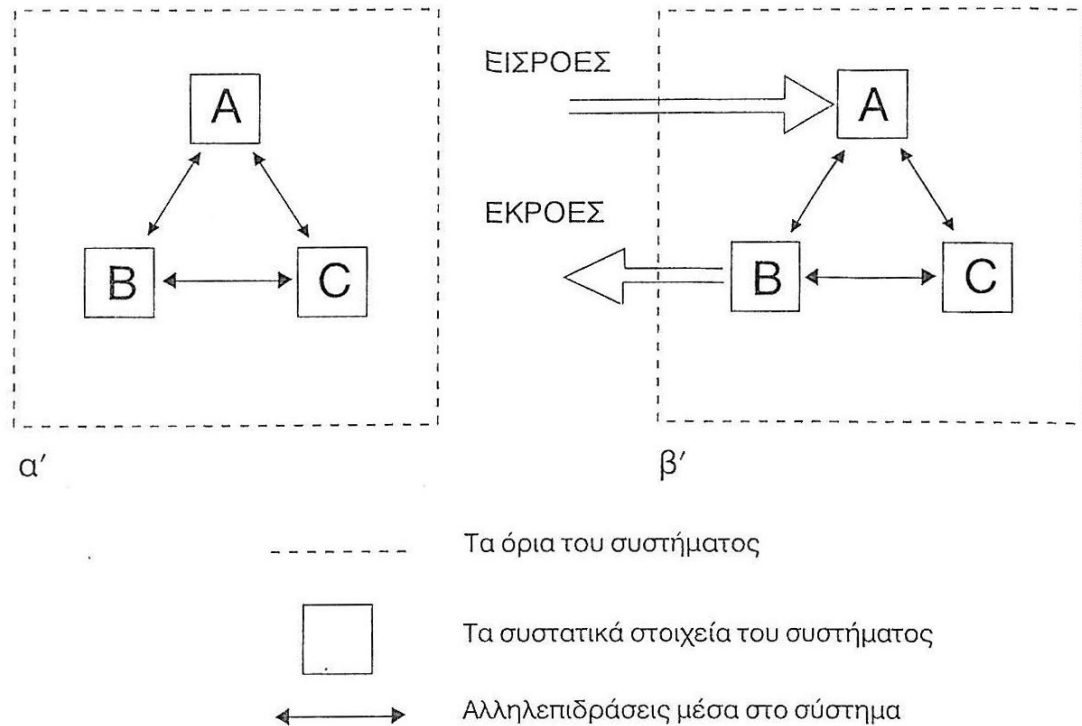 A
B
C
α′
ΕΙΣΡΟΕΣ
ΕΚΡΟΕΣ
A
B
C
β′
Τα όρια του συστήματος
Τα συστατικά στοιχεία του συστήματος
Αλληλεπιδράσεις μέσα στο σύστημα